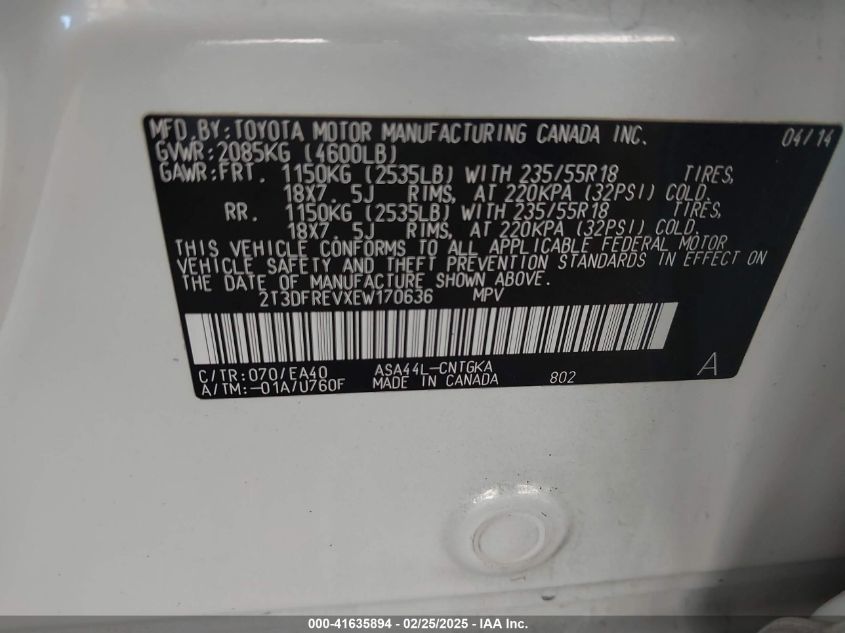 MFD. BY: TOYOTA MOTOR MANUFACTURING CANADA INC. 04/14
GVWR: 2085KG (4600LB)
GAWR: FRT. 1150KG (2535LB) WITH 235/55R18 TIRES,
18X7. 5J RIMS, AT 220KPA (32PSI) COLD.
RR. 1150KG (2535LB) WITH 235/55R18 TIRES,
18X7. 5J RIMS, AT 220KPA (32PSI) COLD.
THIS VEHICLE CONFORMS TO ALL APPLICABLE FEDERAL MOTOR
VEHICLE SAFETY AND THEFT PREVENTION STANDARDS IN EFFECT ON
THE DATE OF MANUFACTURE SHOWN ABOVE.
2T3DFREVXEW170636 MPV
C/TR: 070/EA40 ASA44L-CNTGKA A
A/TM: -01A/U760F MADE IN CANADA 802
000-41635894 - 02/25/2025 - IAA Inc.